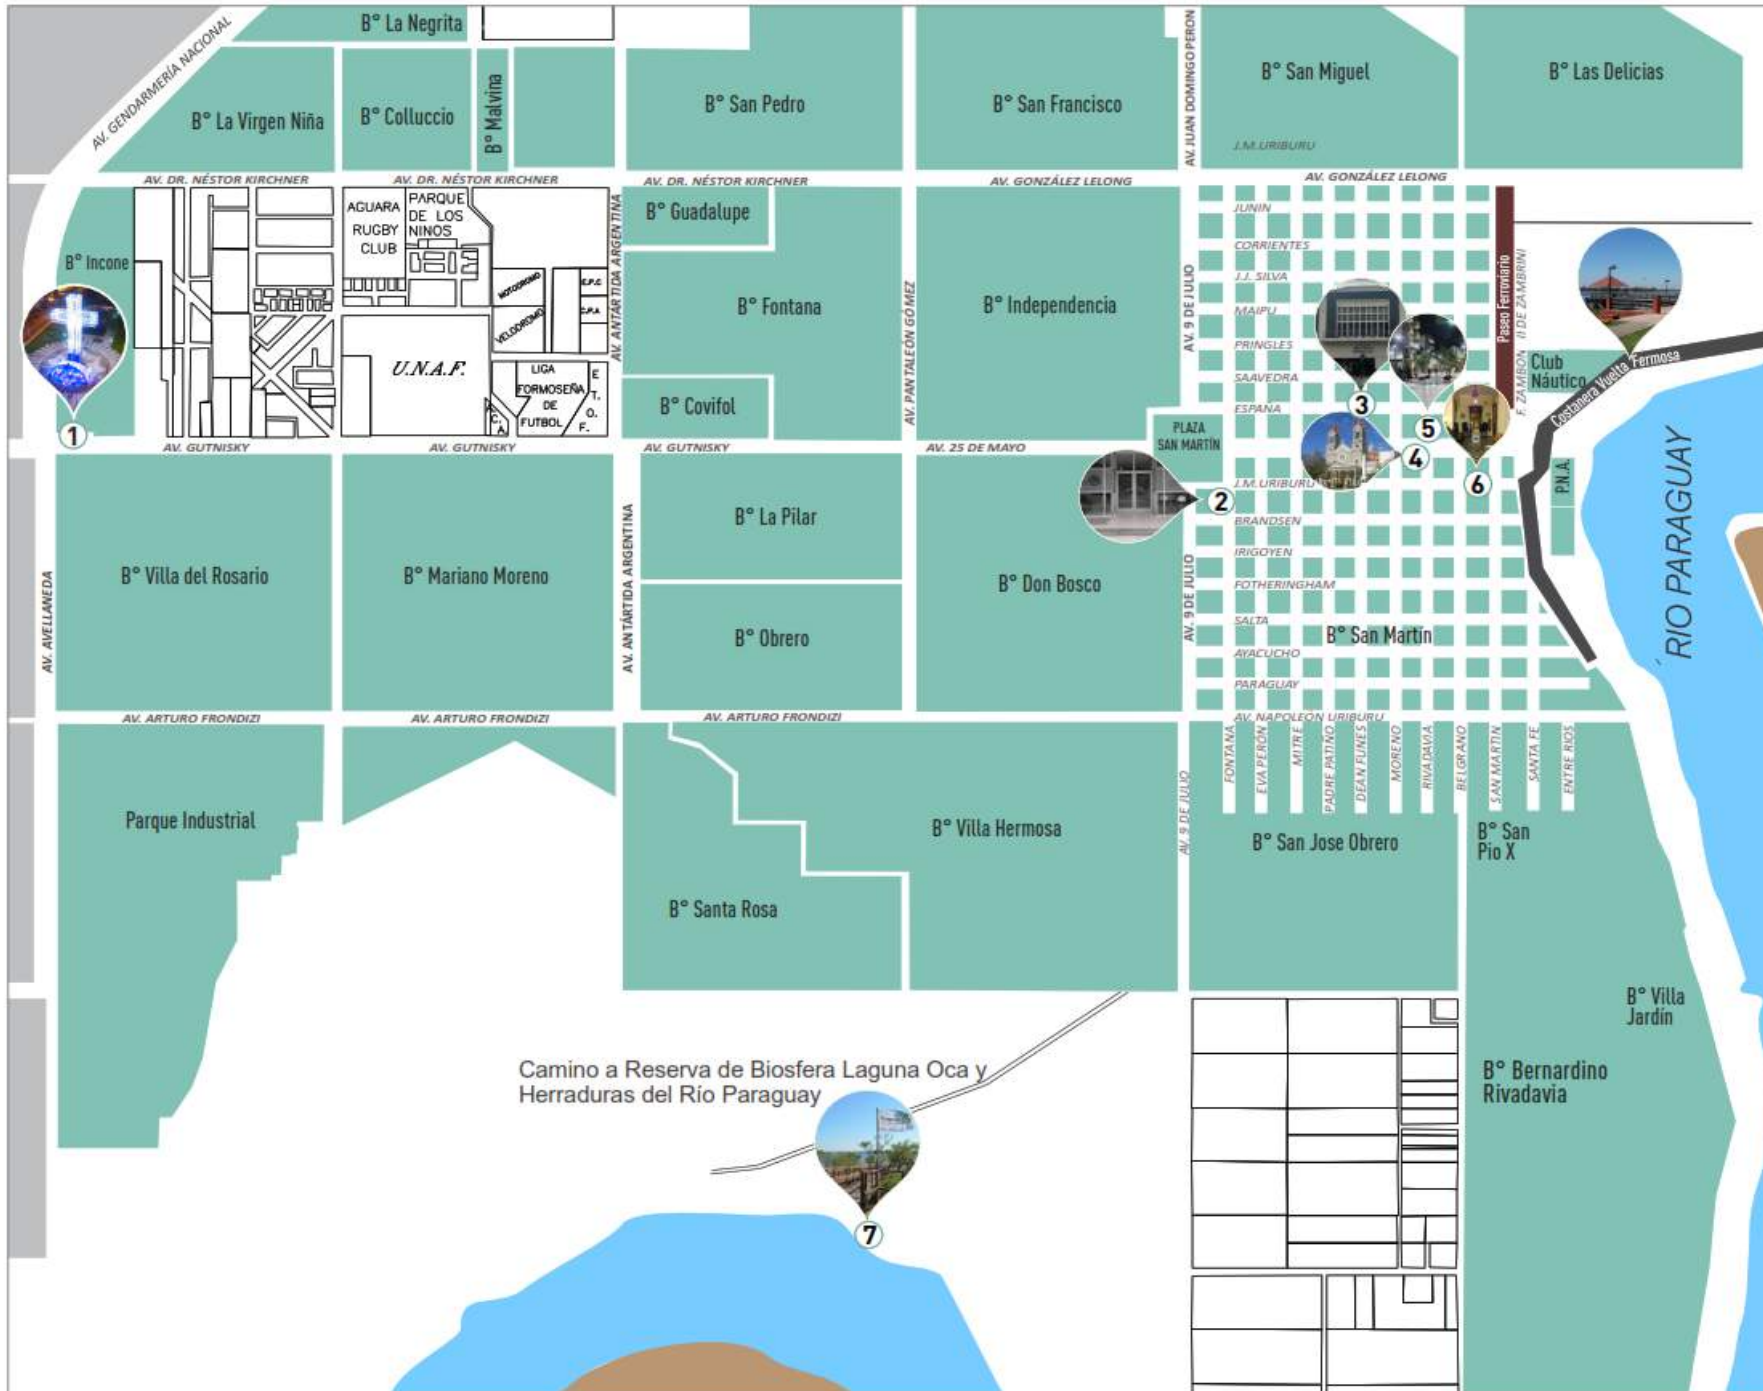 B° La Negrita
AV. GENDARMERÍA NACIONAL
B° La Virgen Niña
B° Colluccio
B° Malvina
B° San Pedro
B° San Francisco
AV. JUAN DOMINGO PERON
B° San Miguel
J.M.URIBURU
B° Las Delicias
AV. DR. NÉSTOR KIRCHNER
AV. DR. NÉSTOR KIRCHNER
AV. DR. NÉSTOR KIRCHNER
AV. GONZÁLEZ LELONG
AV. GONZÁLEZ LELONG
B° Incone
1
AGUARA
RUGBY
CLUB
PARQUE
DE LOS
NINOS
MOTODROMO
VELODROMO
E.P.C
C.P.A
U.N.A.F.
LIGA
FORMOSEÑA
DE
FUTBOL
E.
T.
O.
F.
A.
C.
A.
AV. ANTARTIDA ARGENTINA
B° Guadalupe
B° Fontana
B° Covifol
AV. PANTALEÓN GÓMEZ
B° Independencia
AV. 9 DE JULIO
JUNIN
CORRIENTES
J.J. SILVA
MAIPU
PRINGLES
SAAVEDRA
ESPAÑA
Paseo Ferroviario
F. ZAMBON II DE ZAMBRINI
Club
Náutico
Costanera Vuelta Fermosa
3
5
4
6
PLAZA
SAN MARTÍN
2
AV. GUTNISKY
AV. GUTNISKY
AV. GUTNISKY
AV. 25 DE MAYO
J.M.URIBURU
BRANDSEN
IRIGOYEN
FOTHERINGHAM
SALTA
B° San Martin
AYACUCHO
PARAGUAY
P.N.A.
RIO PARAGUAY
AV. AVELLANEDA
B° Villa del Rosario
B° Mariano Moreno
AV. ANTÁRTIDA ARGENTINA
B° La Pilar
B° Obrero
B° Don Bosco
AV. 9 DE JULIO
AV. ARTURO FRONDIZI
AV. ARTURO FRONDIZI
AV. ARTURO FRONDIZI
AV. NAPOLEÓN URIBURU
FONTANA
EVA PERÓN
MITRE
PADRE PATIÑO
DEAN FUNES
MORENO
RIVADAVIA
BELGRANO
SAN MARTIN
SANTA FE
ENTRE RIOS
AV. 9 DE JULIO
Parque Industrial
B° Santa Rosa
B° Villa Hermosa
B° San Jose Obrero
B° San
Pio X
B° Villa
Jardín
B° Bernardino
Rivadavia
Camino a Reserva de Biosfera Laguna Oca y
Herraduras del Río Paraguay
7